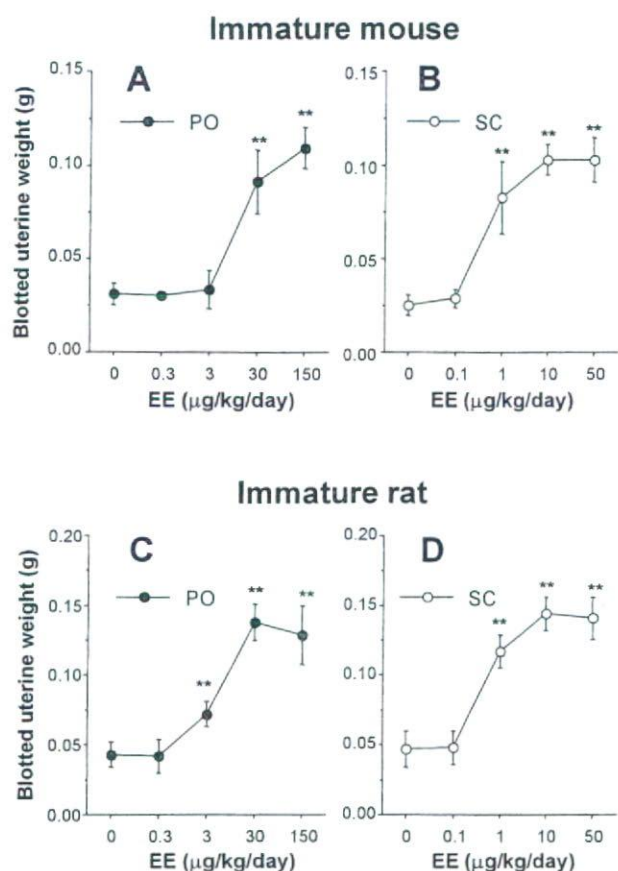 Immature mouse
A
PO
Blotted uterine weight (g)
0.15
0.10
0.05
0.00
**
**
0 0.3 3 30 150
EE (μg/kg/day)
B
SC
0.15
0.10
0.05
0.00
**
**
**
0 0.1 1 10 50
EE (μg/kg/day)
Immature rat
C
PO
Blotted uterine weight (g)
0.20
0.15
0.10
0.05
0.00
**
**
**
0 0.3 3 30 150
EE (μg/kg/day)
D
SC
0.20
0.15
0.10
0.05
0.00
**
**
**
0 0.1 1 10 50
EE (μg/kg/day)